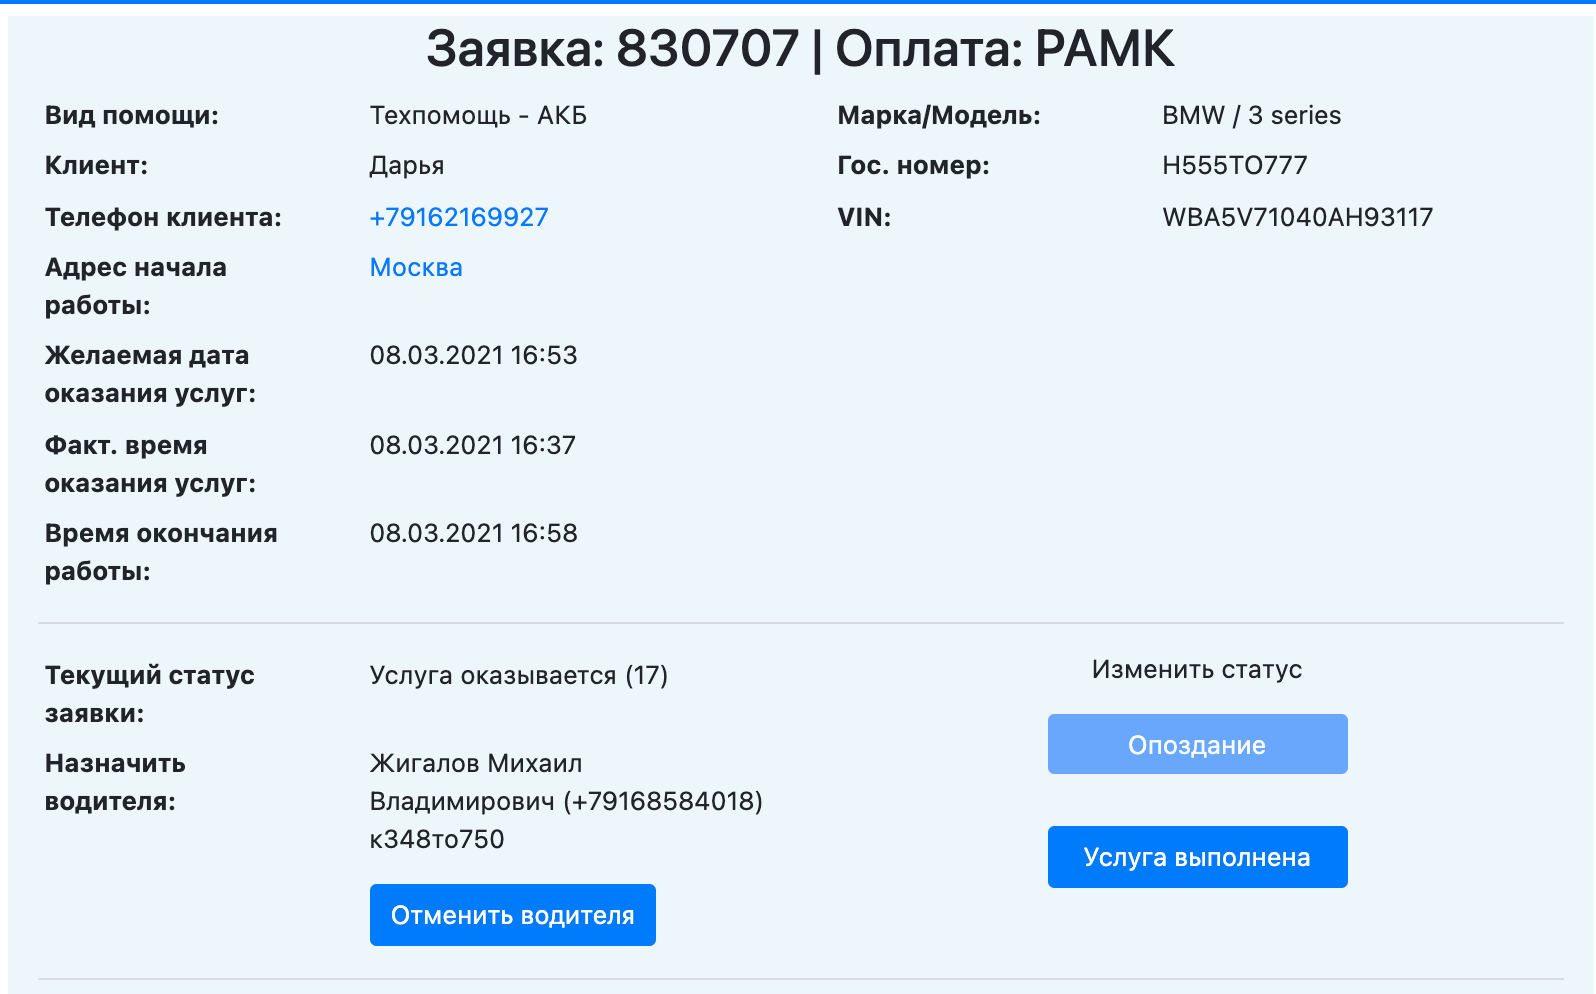 Заявка: 830707 | Оплата: РАМК
Вид помощи: Техпомощь - АКБ
Марка/Модель: BMW / 3 series
Клиент: Дарья
Гос. номер: Н555ТО777
Телефон клиента: +79162169927
VIN: WBA5V71040AH93117
Адрес начала
работы:
Москва
Желаемая дата
оказания услуг:
08.03.2021 16:53
Факт. время
оказания услуг:
08.03.2021 16:37
Время окончания
работы:
08.03.2021 16:58
Текущий статус
заявки:
Услуга оказывается (17)
Назначить
водителя:
Жигалов Михаил
Владимирович (+79168584018)
к348то750
Отменить водителя
Изменить статус
Опоздание
Услуга выполнена